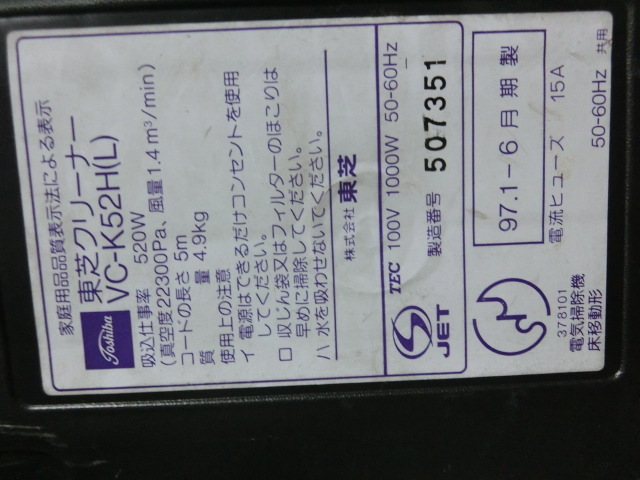 家庭用品品質表示法による表示
Toshiba
東芝クリーナー
VC-K52H(L)
吸込仕事率 520W
(真空度22300Pa、風量1.4m³/min)
コードの長さ 5m
質 量 4.9kg
使用上の注意
イ 電源はできるだけコンセントを使用
してください。
ロ 収じん袋又はフィルターのほこりは
早めに掃除してください。
ハ 水を吸わせないでください。
株式会社 東芝
TEC 100V 1000W 50-60Hz
S JET
製造番号 507351
97.1-6月期製
電流ヒューズ 15A
378101
電気掃除機
床移動形
50-60Hz 共用